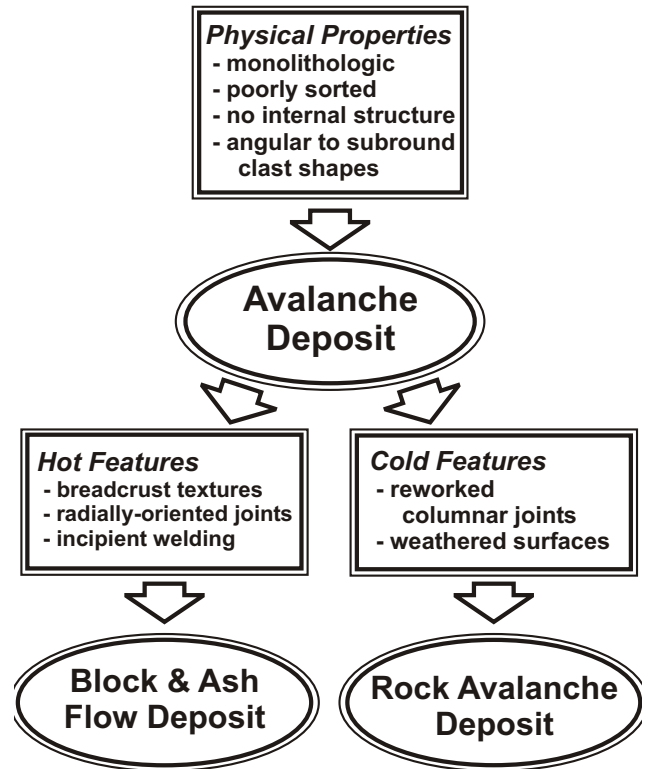 Physical Properties
- monolithologic
- poorly sorted
- no internal structure
- angular to subround
clast shapes
Avalanche
Deposit
Hot Features
- breadcrust textures
- radially-oriented joints
- incipient welding
Cold Features
- reworked
columnar joints
- weathered surfaces
Block & Ash
Flow Deposit
Rock Avalanche
Deposit